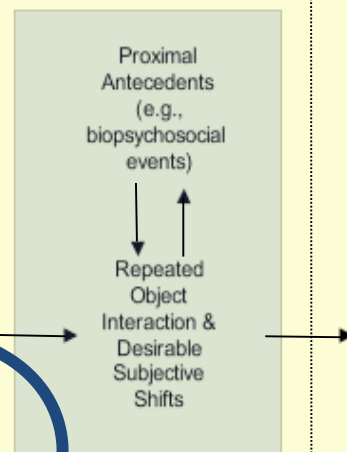 Proximal
Antecedents
(e.g.,
biopsychosocial
events)
Repeated
Object
Interaction &
Desirable
Subjective
Shifts